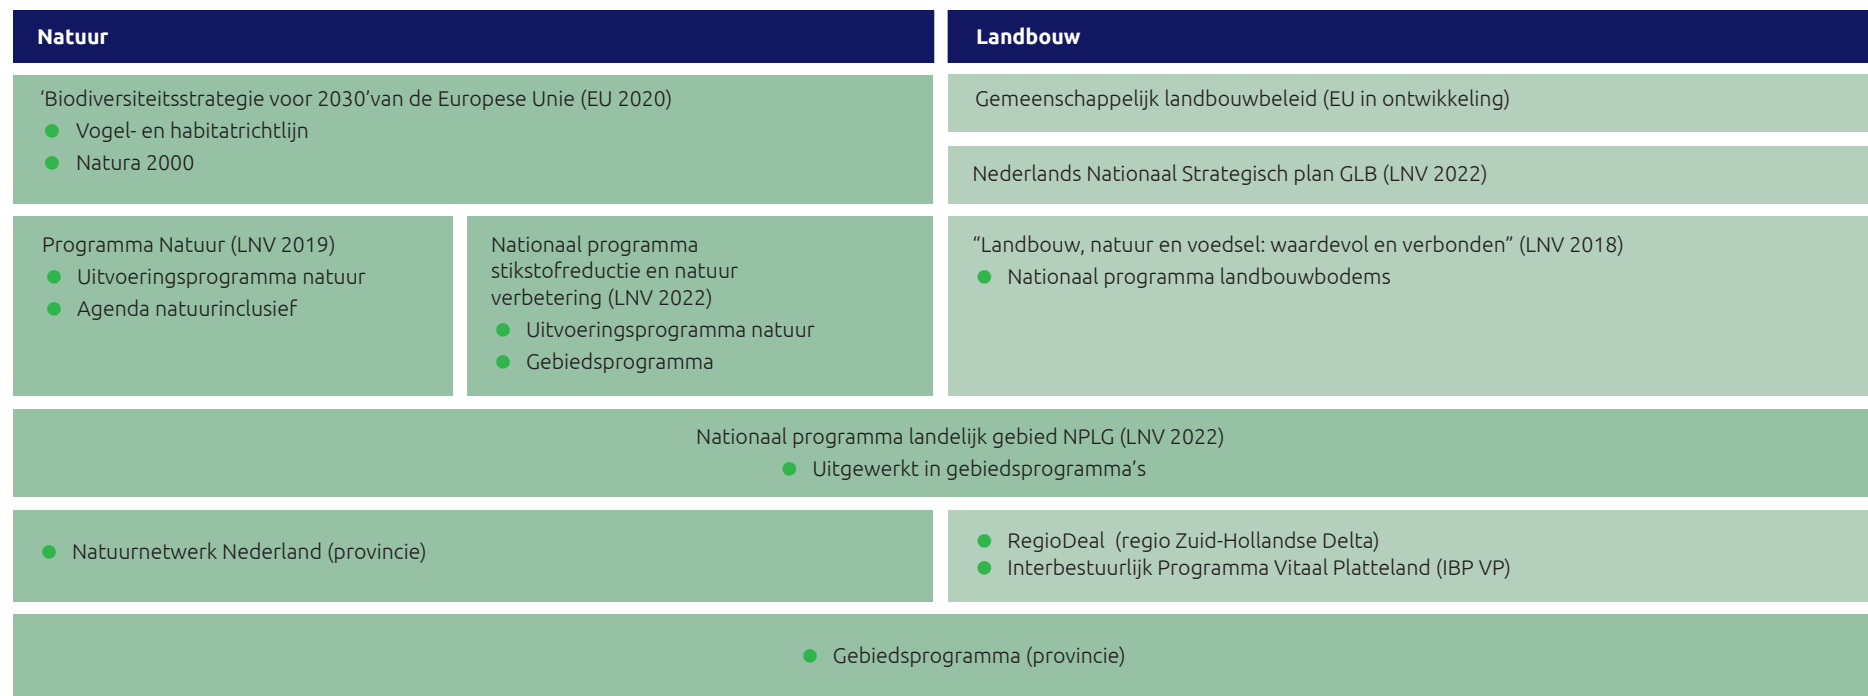 Natuur
Landbouw
‘Biodiversiteitsstrategie voor 2030’van de Europese Unie (EU 2020)
Vogel- en habitatrichtlijn
Natura 2000
Gemeenschappelijk landbouwbeleid (EU in ontwikkeling)
Nederlands Nationaal Strategisch plan GLB (LNV 2022)
Programma Natuur (LNV 2019)
Uitvoeringsprogramma natuur
Agenda natuurinclusief
Nationaal programma
stikstofreductie en natuur
verbetering (LNV 2022)
Uitvoeringsprogramma natuur
Gebiedsprogramma
“Landbouw, natuur en voedsel: waardevol en verbonden” (LNV 2018)
Nationaal programma landbouwbodems
Nationaal programma landelijk gebied NPLG (LNV 2022)
Uitgewerkt in gebiedsprogramma’s
Natuurnetwerk Nederland (provincie)
RegioDeal (regio Zuid-Hollandse Delta)
Interbestuurlijk Programma Vitaal Platteland (IBP VP)
Gebiedsprogramma (provincie)